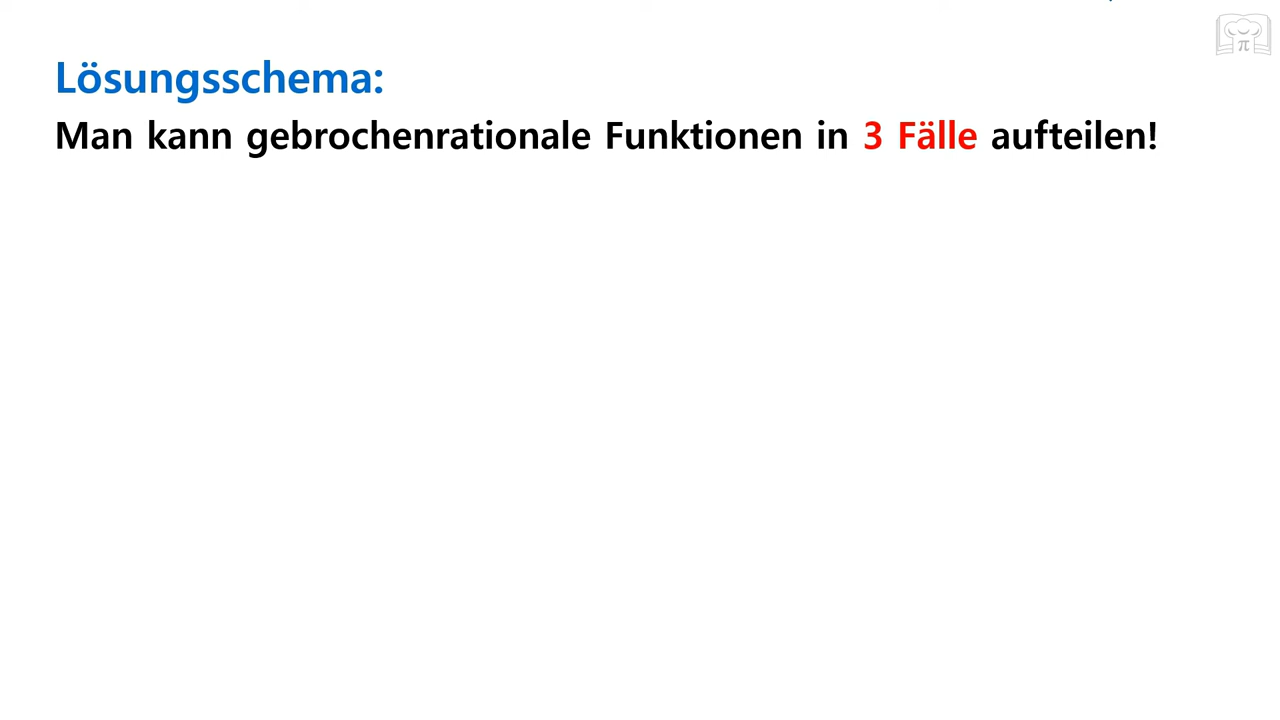 Lösungsschema:
Man kann gebrochenrationale Funktionen in 3 Fälle aufteilen!
π